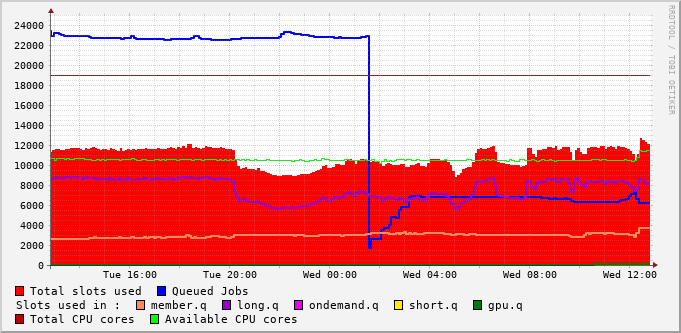 RRDTOOL / TOBI OETIKER
24000
22000
20000
18000
16000
14000
12000
10000
8000
6000
4000
2000
0
Tue 16:00 Tue 20:00 Wed 00:00 Wed 04:00 Wed 08:00 Wed 12:00
Total slots used Queued Jobs
Slots used in : member.q long.q ondemand.q short.q gpu.q
Total CPU cores Available CPU cores